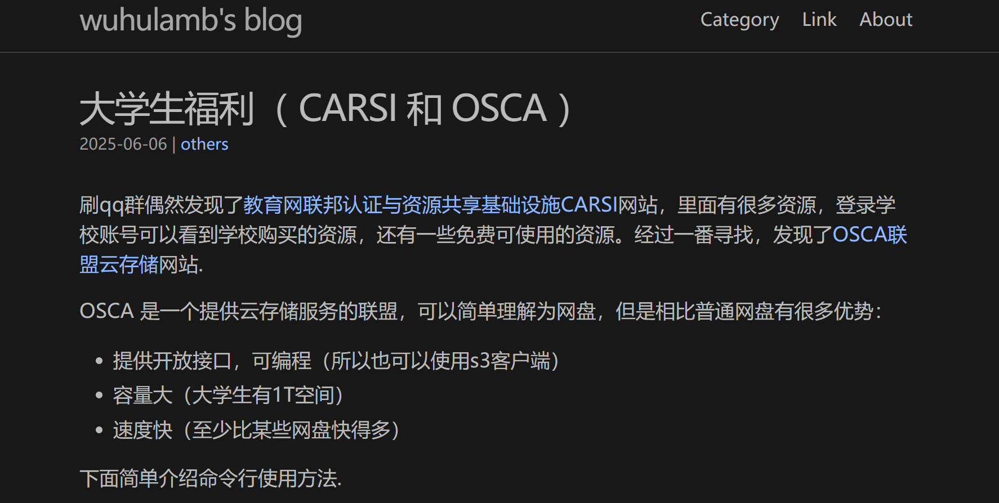 wuhulamb's blog
Category Link About
大学生福利（ CARSI 和 OSCA ）
2025-06-06 | others
刷qq群偶然发现了教育网联邦认证与资源共享基础设施CARSI网站，里面有很多资源，登录学
校账号可以看到学校购买的资源，还有一些免费可使用的资源。经过一番寻找，发现了OSCA联
盟云存储网站.
OSCA 是一个提供云存储服务的联盟，可以简单理解为网盘，但是相比普通网盘有很多优势：
• 提供开放接口，可编程（所以也可以使用s3客户端）
• 容量大（大学生有1T空间）
• 速度快（至少比某些网盘快得多）
下面简单介绍命令行使用方法.